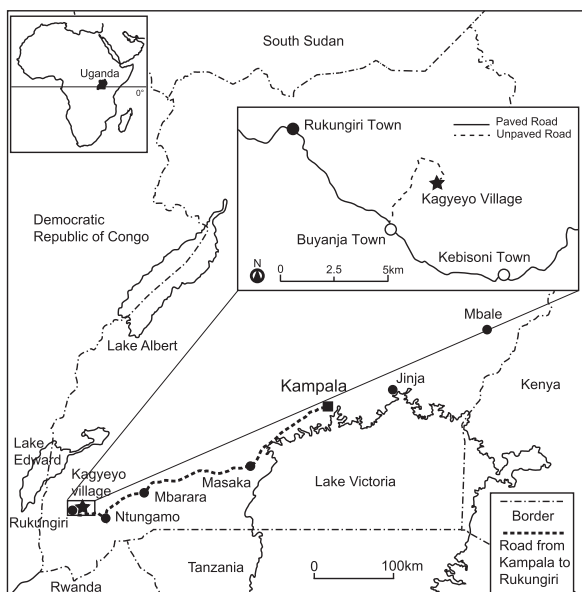 South Sudan
Uganda
0°
Paved Road
Unpaved Road
Rukungiri Town
Kagyeyo Village
Buyanja Town
Kebisoni Town
N
0 2.5 5km
Democratic
Republic of Congo
Lake Albert
Mbale
Kampala
Jinja
Kenya
Lake
Edward
Kagyeyo
village
Masaka
Lake Victoria
Mbarara
Rukungiri
Ntungamo
Border
Road from
Kampala to
Rukungiri
Tanzania
0 100km
Rwanda